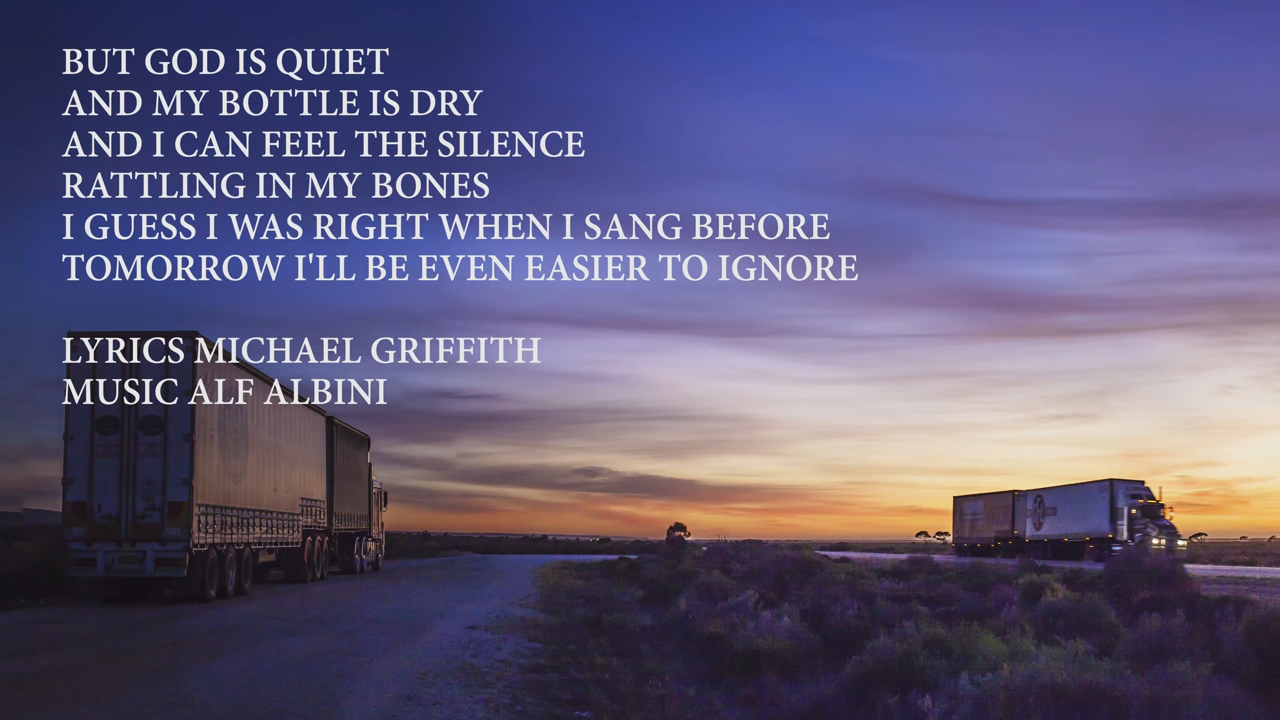 BUT GOD IS QUIET
AND MY BOTTLE IS DRY
AND I CAN FEEL THE SILENCE
RATTLING IN MY BONES
I GUESS I WAS RIGHT WHEN I SANG BEFORE
TOMORROW I'LL BE EVEN EASIER TO IGNORE
LYRICS MICHAEL GRIFFITH
MUSIC ALF ALBINI